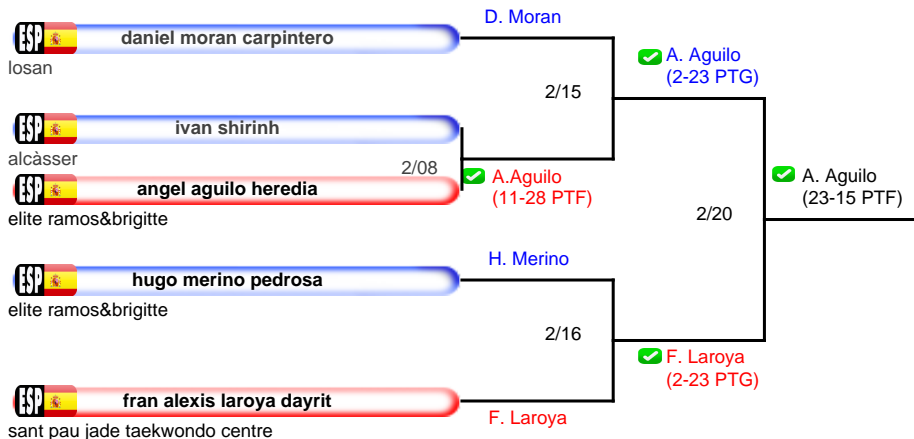 D. Moran
ESP daniel moran carpintero
losan
A. Aguilo
(2-23 PTG)
2/15
ESP ivan shirinh
alcàsser
2/08
A.Aguilo
(11-28 PTF)
ESP angel aguilo heredia
elite ramos&brigitte
A. Aguilo
(23-15 PTF)
2/20
H. Merino
ESP hugo merino pedrosa
elite ramos&brigitte
2/16
F. Laroya
(2-23 PTG)
ESP fran alexis laroya dayrit
F. Laroya
sant pau jade taekwondo centre